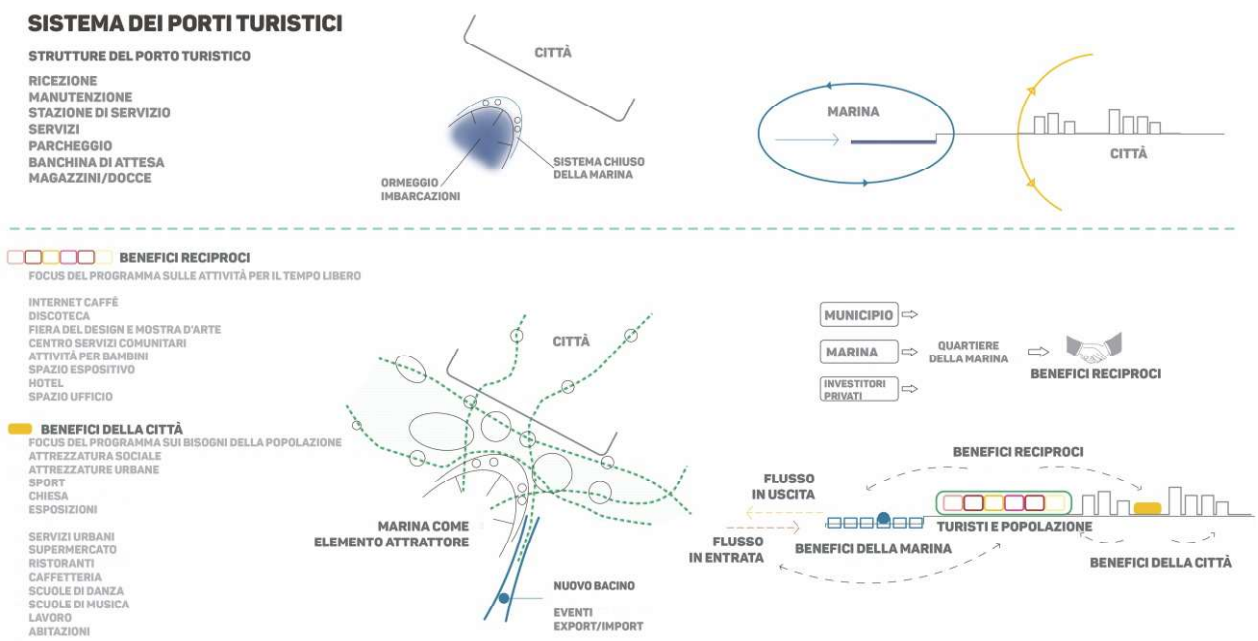 SISTEMA DEI PORTI TURISTICI
STRUTTURE DEL PORTO TURISTICO
RICEZIONE
MANUTENZIONE
STAZIONE DI SERVIZIO
SERVIZI
PARCHEGGIO
BANCHINA DI ATTESA
MAGAZZINI/DOCCE
CITTÀ
ORMEGGIO
IMBARCAZIONI
SISTEMA CHIUSO
DELLA MARINA
MARINA
CITTÀ
BENEFICI RECIPROCI
FOCUS DEL PROGRAMMA SULLE ATTIVITÀ PER IL TEMPO LIBERO
INTERNET CAFFÈ
DISCOTECA
FIERA DEL DESIGN E MOSTRA D'ARTE
CENTRO SERVIZI COMUNITARI
ATTIVITÀ PER BAMBINI
SPAZIO ESPOSITIVO
HOTEL
SPAZIO UFFICIO
BENEFICI DELLA CITTÀ
FOCUS DEL PROGRAMMA SUI BISOGNI DELLA POPOLAZIONE
ATTREZZATURA SOCIALE
ATTREZZATURE URBANE
SPORT
CHIESA
ESPOSIZIONI
SERVIZI URBANI
SUPERMERCATO
RISTORANTI
CAFFETTERIA
SCUOLE DI DANZA
SCUOLE DI MUSICA
LAVORO
ABITAZIONI
CITTÀ
MARINA COME
ELEMENTO ATTRATTORE
NUOVO BACINO
EVENTI
EXPORT/IMPORT
MUNICIPIO
MARINA
INVESTITORI
PRIVATI
QUARTIERE
DELLA MARINA
BENEFICI RECIPROCI
BENEFICI RECIPROCI
FLUSSO
IN USCITA
FLUSSO
IN ENTRATA
TURISTI E POPOLAZIONE
BENEFICI DELLA MARINA
BENEFICI DELLA CITTÀ